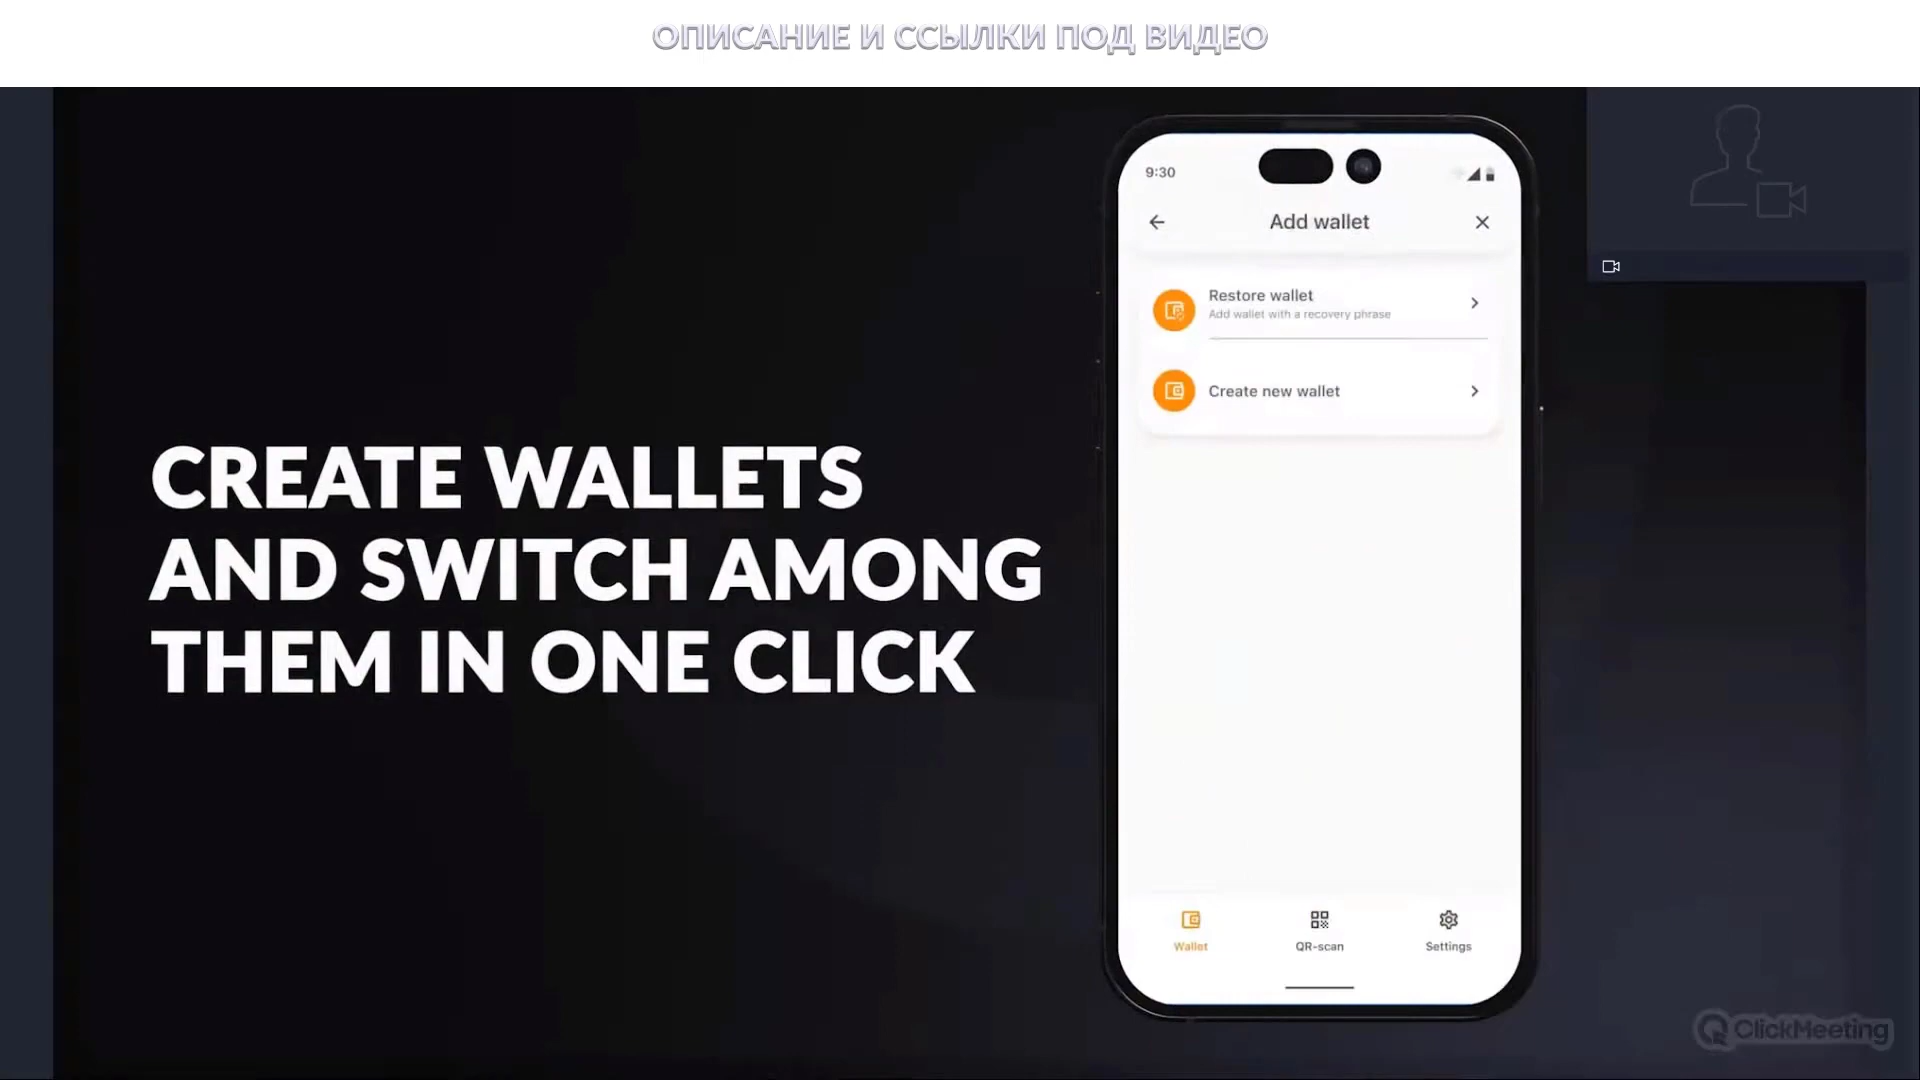 ОПИСАНИЕ И ССЫЛКИ ПОД ВИДЕО
9:30
Add wallet
Restore wallet
Add wallet with a recovery phrase
Create new wallet
CREATE WALLETS
AND SWITCH AMONG
THEM IN ONE CLICK
Wallet
QR-scan
Settings
ClickMeeting